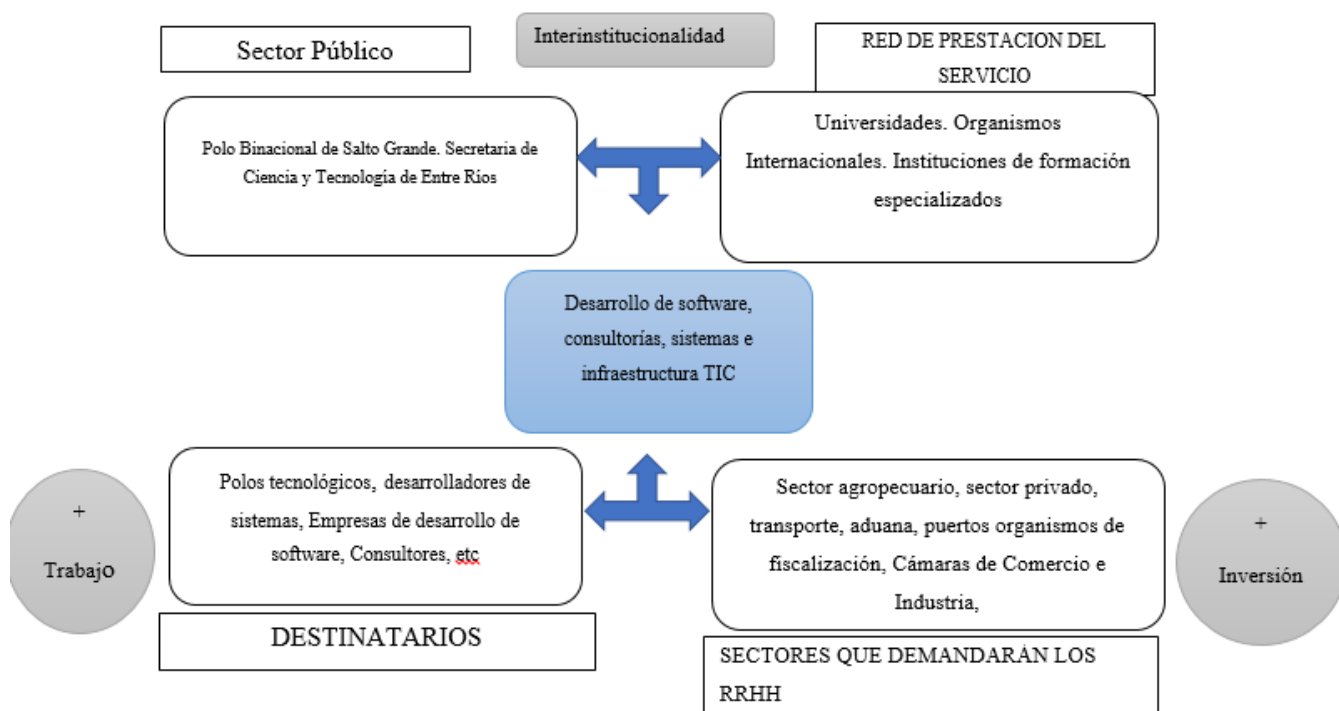 Sector Público
Interinstitucionalidad
RED DE PRESTACION DEL
SERVICIO
Polo Binacional de Salto Grande. Secretaria de
Ciencia y Tecnología de Entre Rios
Universidades. Organismos
Internacionales. Instituciones de formación
especializados
Desarrollo de software,
consultorías, sistemas e
infraestructura TIC
+
Trabajo
Polos tecnológicos, desarrolladores de
sistemas, Empresas de desarrollo de
software, Consultores, etc
Sector agropecuario, sector privado,
transporte, aduana, puertos organismos de
fiscalización, Cámaras de Comercio e
Industria,
+
Inversión
DESTINATARIOS
SECTORES QUE DEMANDARÁN LOS
RRHH